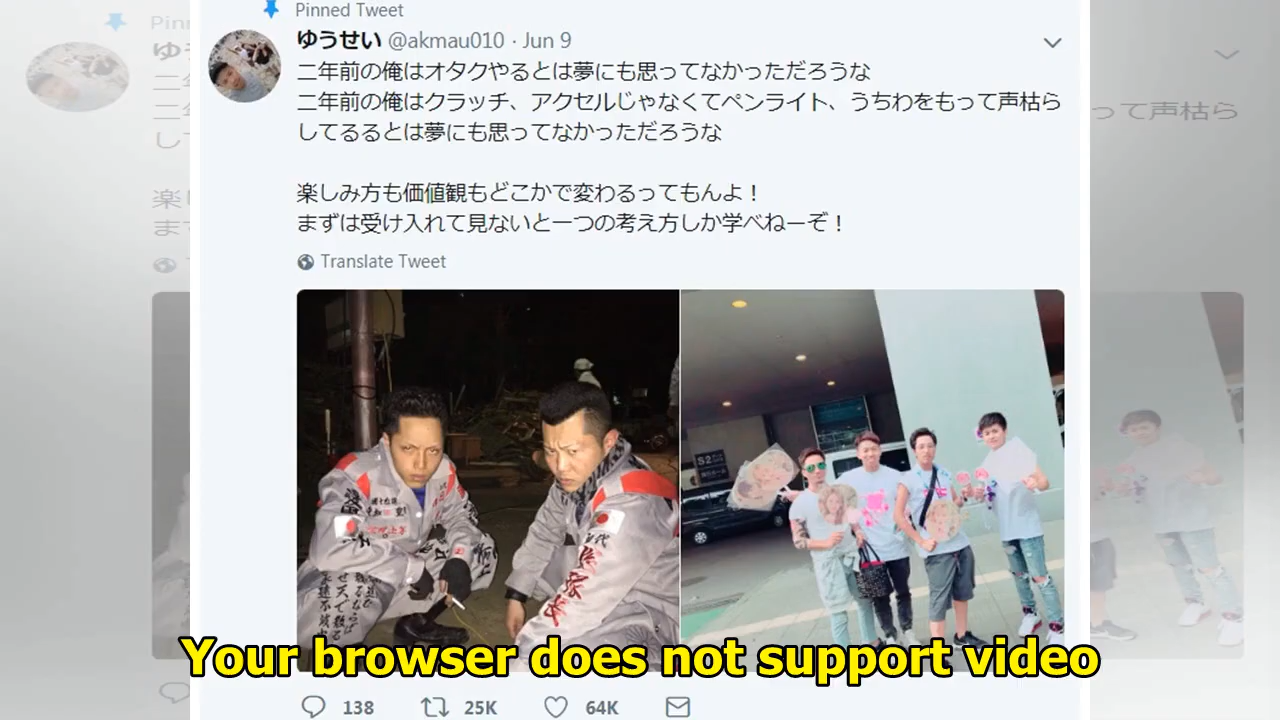 Pinned Tweet
ゆうせい @akmau010 · Jun 9
二年前の俺はオタクやるとは夢にも思ってなかっただろうな
二年前の俺はクラッチ、アクセルじゃなくてペンライト、うちわをもって声枯ら
してるるとは夢にも思ってなかっただろうな
楽しみ方も価値観もどこかで変わるってもんよ！
まずは受け入れて見ないと一つの考え方しか学べねーぞ！
Translate Tweet
S2
Your browser does not support video
138 25K 64K